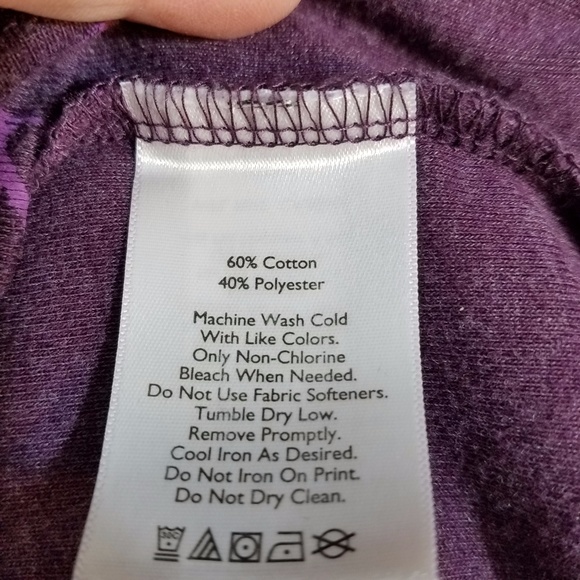 60% Cotton
40% Polyester
Machine Wash Cold
With Like Colors.
Only Non-Chlorine
Bleach When Needed.
Do Not Use Fabric Softeners.
Tumble Dry Low.
Remove Promptly.
Cool Iron As Desired.
Do Not Iron On Print.
Do Not Dry Clean.